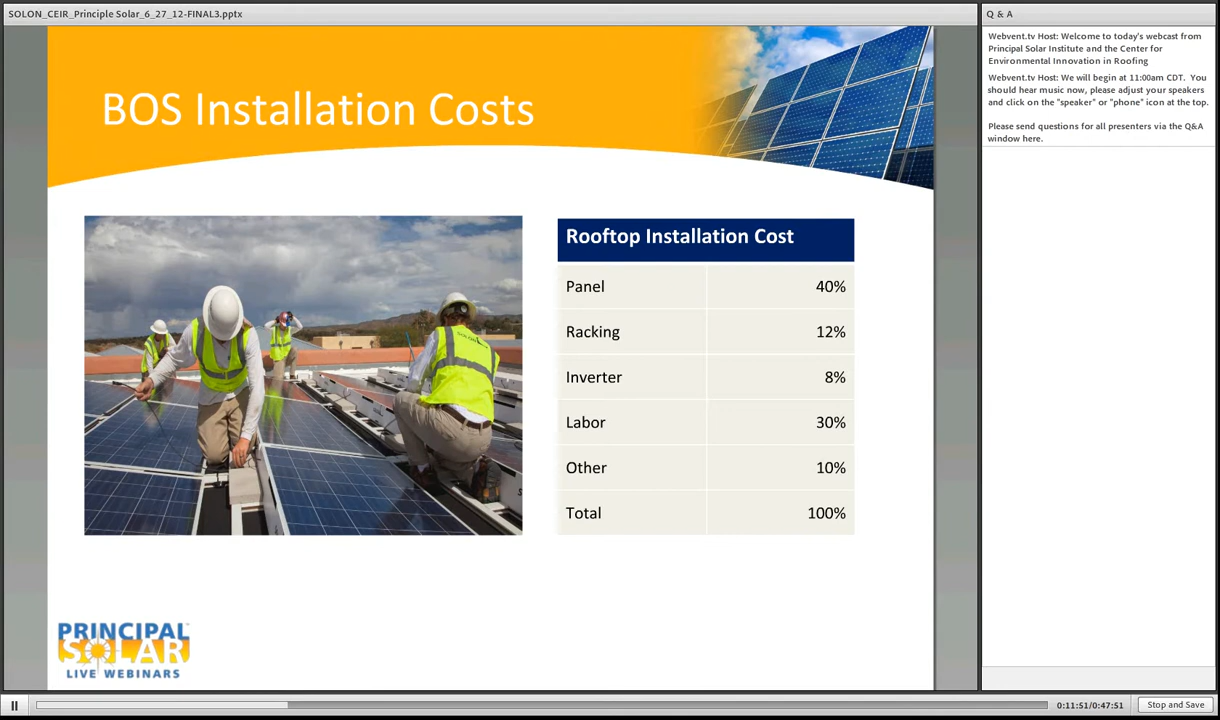 SOLON_CEIR_Principle Solar_6_27_12-FINAL3.pptx
BOS Installation Costs
Rooftop Installation Cost
Panel 40%
Racking 12%
Inverter 8%
Labor 30%
Other 10%
Total 100%
PRINCIPAL
SOLAR
LIVE WEBINARS
Q & A
Webvent.tv Host: Welcome to today's webcast from
Principal Solar Institute and the Center for
Environmental Innovation in Roofing
Webvent.tv Host: We will begin at 11:00am CDT. You
should hear music now, please adjust your speakers
and click on the "speaker" or "phone" icon at the top.
Please send questions for all presenters via the Q&A
window here.
0:11:51/0:47:51
Stop and Save